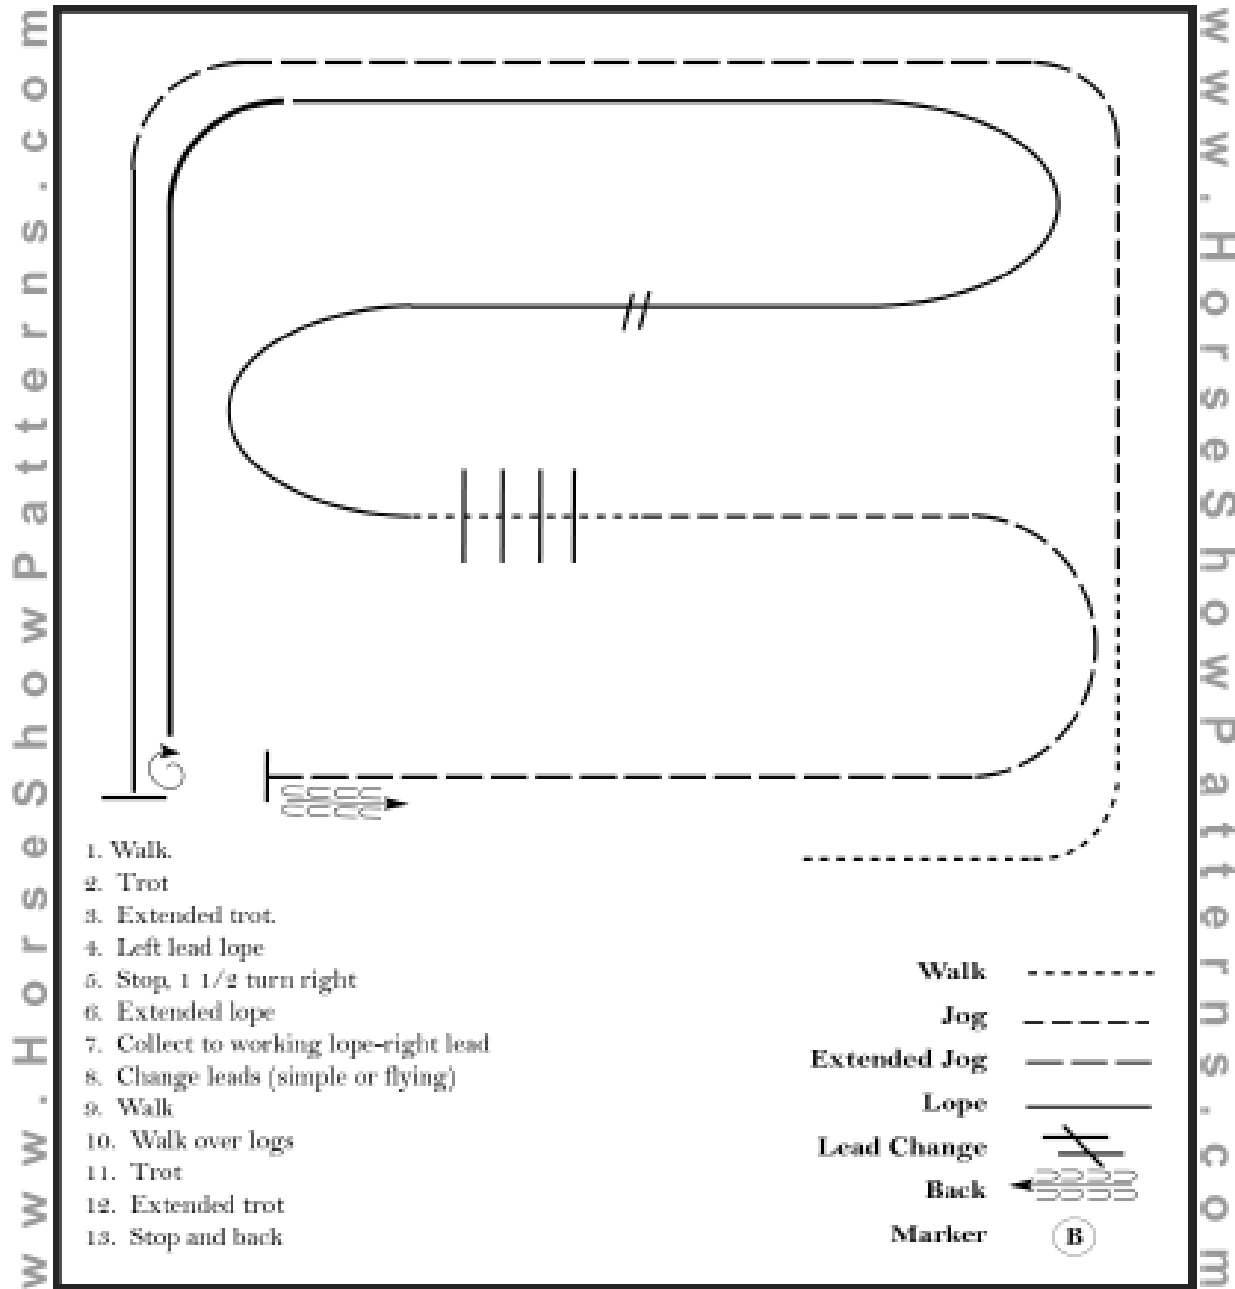 www.HorseShowPatterns.com
www.HorseShowPatterns.com
1. Walk.
2. Trot
3. Extended trot.
4. Left lead lope
5. Stop, 1 1/2 turn right
6. Extended lope
7. Collect to working lope-right lead
8. Change leads (simple or flying)
9. Walk
10. Walk over logs
11. Trot
12. Extended trot
13. Stop and back
Walk
Jog
Extended Jog
Lope
Lead Change
Back
Marker B